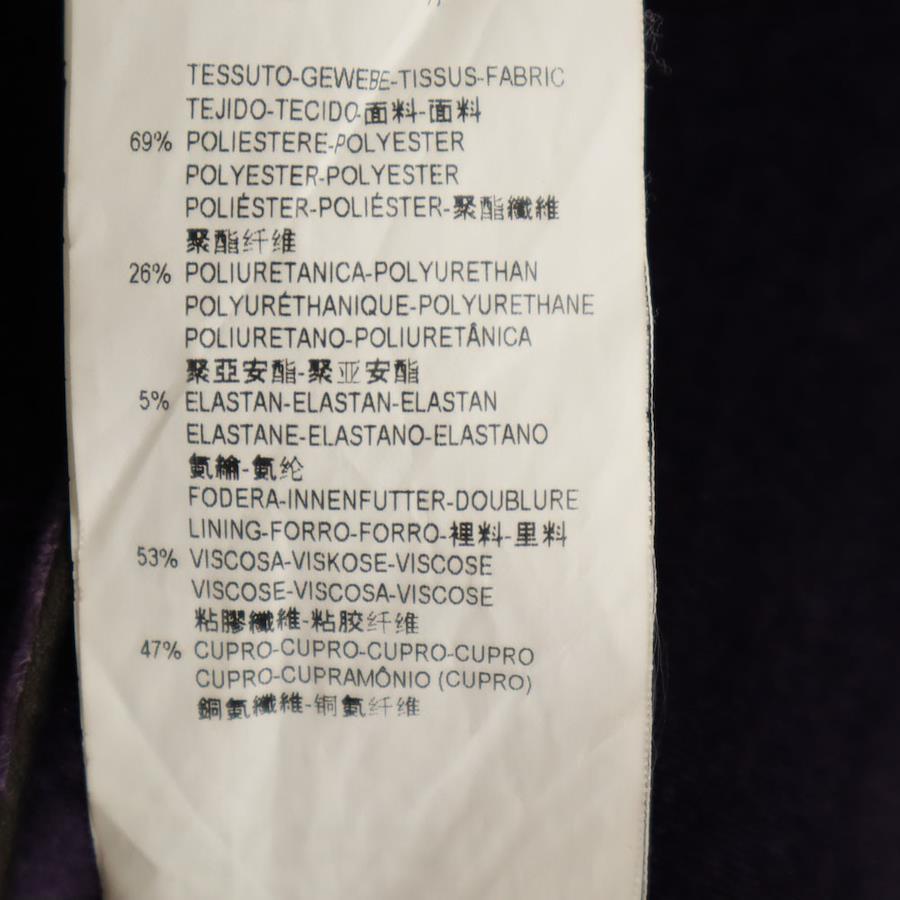 TESSUTO-GEWEBE-TISSUS-FABRIC
TEJIDO-TECIDO-面料-面料
69% POLIESTERE-POLYESTER
POLYESTER-POLYESTER
POLIÉSTER-POLIÉSTER-聚酯纖維
聚酯纤维
26% POLIURETANICA-POLYURETHAN
POLYURÉTHANIQUE-POLYURETHANE
POLIURETANO-POLIURETÂNICA
聚亞安酯-聚亚安酯
5% ELASTAN-ELASTAN-ELASTAN
ELASTANE-ELASTANO-ELASTANO
氨綸-氨纶
FODERA-INNENFUTTER-DOUBLURE
LINING-FORRO-FORRO-裡料-里料
53% VISCOSA-VISKOSE-VISCOSE
VISCOSE-VISCOSA-VISCOSE
粘膠纖維-粘胶纤维
47% CUPRO-CUPRO-CUPRO-CUPRO
CUPRO-CUPRAMÔNIO (CUPRO)
銅氨纖維-铜氨纤维